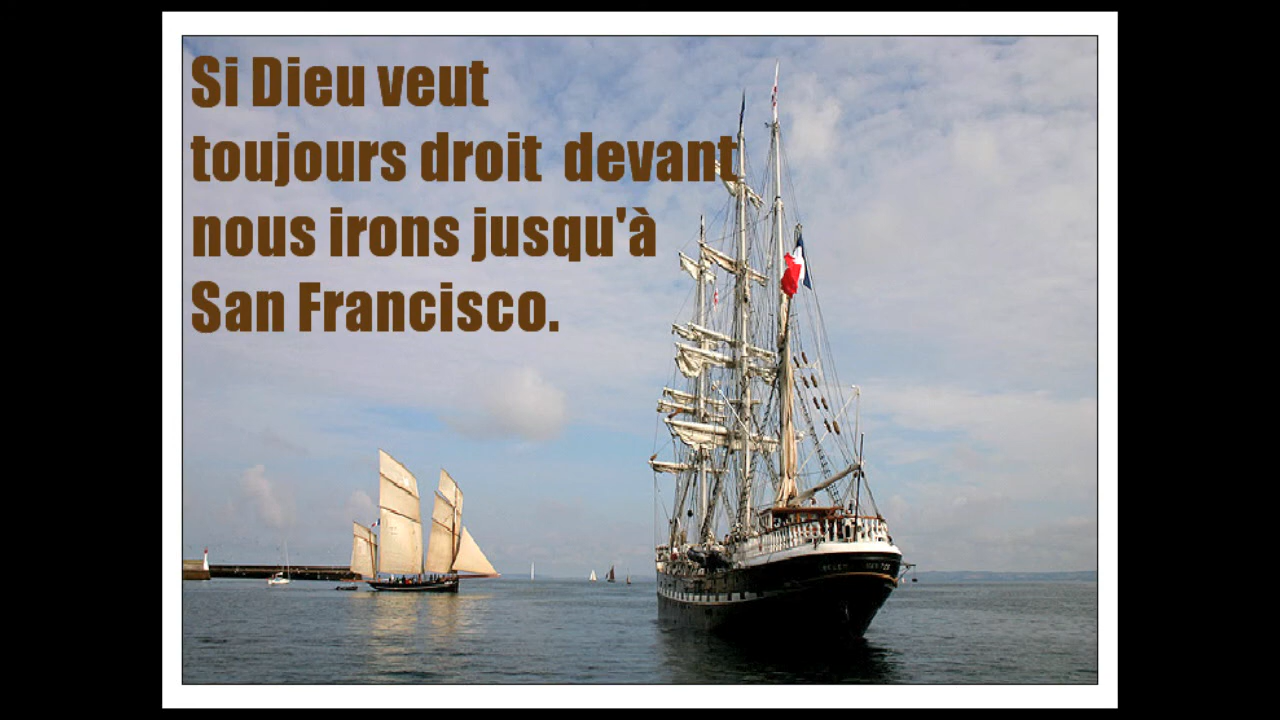 Si Dieu veut
toujours droit  devant
nous irons jusqu'à
San Francisco.